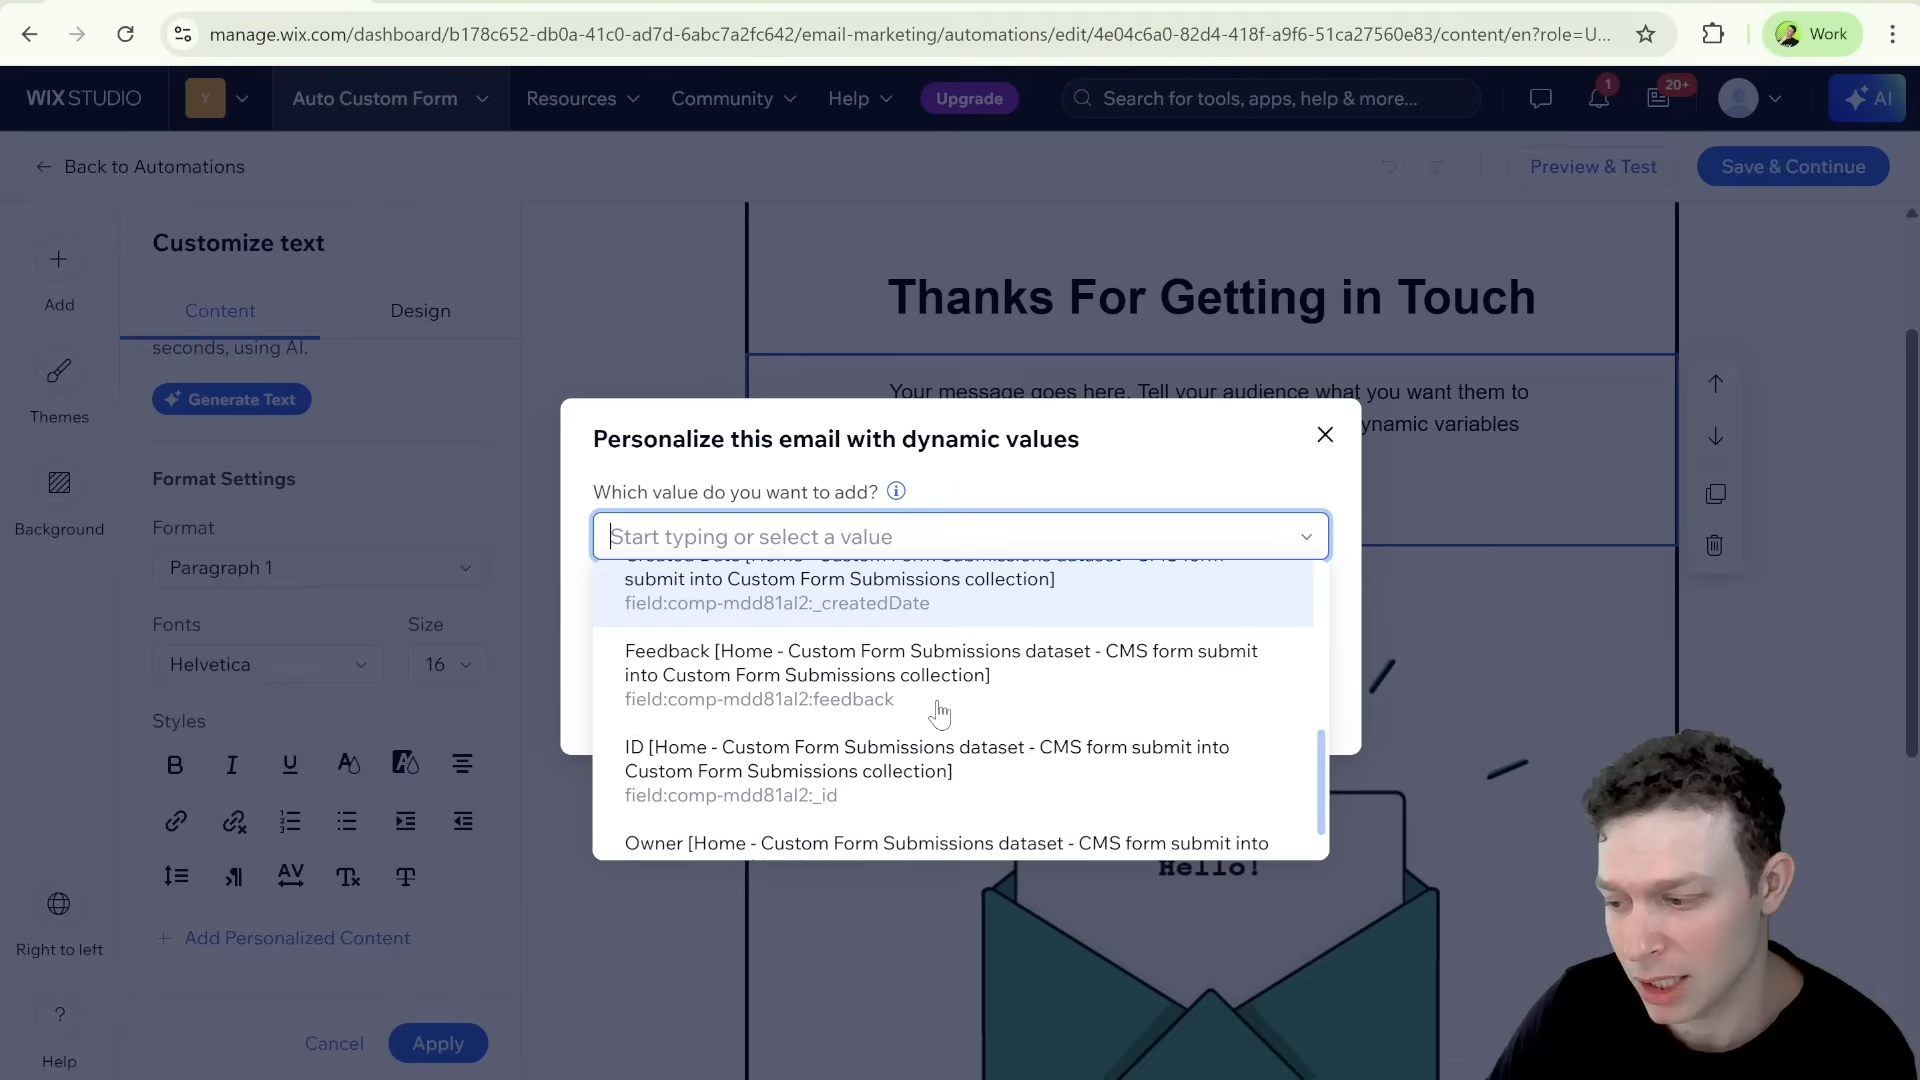 manage.wix.com/dashboard/b178c652-db0a-41c0-ad7d-6abc7a2fc642/email-marketing/automations/edit/4e04c6a0-82d4-418f-a9f6-51ca27560e83/content/en?role=U...
Work
WIX STUDIO
Y
Auto Custom Form
Resources
Community
Help
Upgrade
Search for tools, apps, help & more...
1
20+
AI
Back to Automations
Preview & Test
Save & Continue
Add
Themes
Background
Right to left
?
Help
Customize text
Content
Design
seconds, using AI.
Generate Text
Format Settings
Format
Paragraph 1
Fonts
Size
Helvetica
16
Styles
Add Personalized Content
Cancel
Apply
Thanks For Getting in Touch
Your message goes here. Tell your audience what you want them to
ynamic variables
Personalize this email with dynamic values
Which value do you want to add?
Start typing or select a value
Created Date [Home - Custom Form Submissions dataset - CMS form
submit into Custom Form Submissions collection]
field:comp-mdd81al2:_createdDate
Feedback [Home - Custom Form Submissions dataset - CMS form submit
into Custom Form Submissions collection]
field:comp-mdd81al2:feedback
ID [Home - Custom Form Submissions dataset - CMS form submit into
Custom Form Submissions collection]
field:comp-mdd81al2:_id
Owner [Home - Custom Form Submissions dataset - CMS form submit into
Hello!